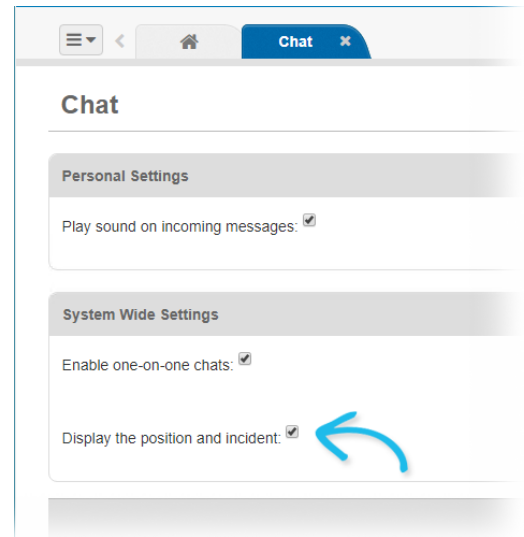 Chat
Chat
Personal Settings
Play sound on incoming messages:
System Wide Settings
Enable one-on-one chats:
Display the position and incident: